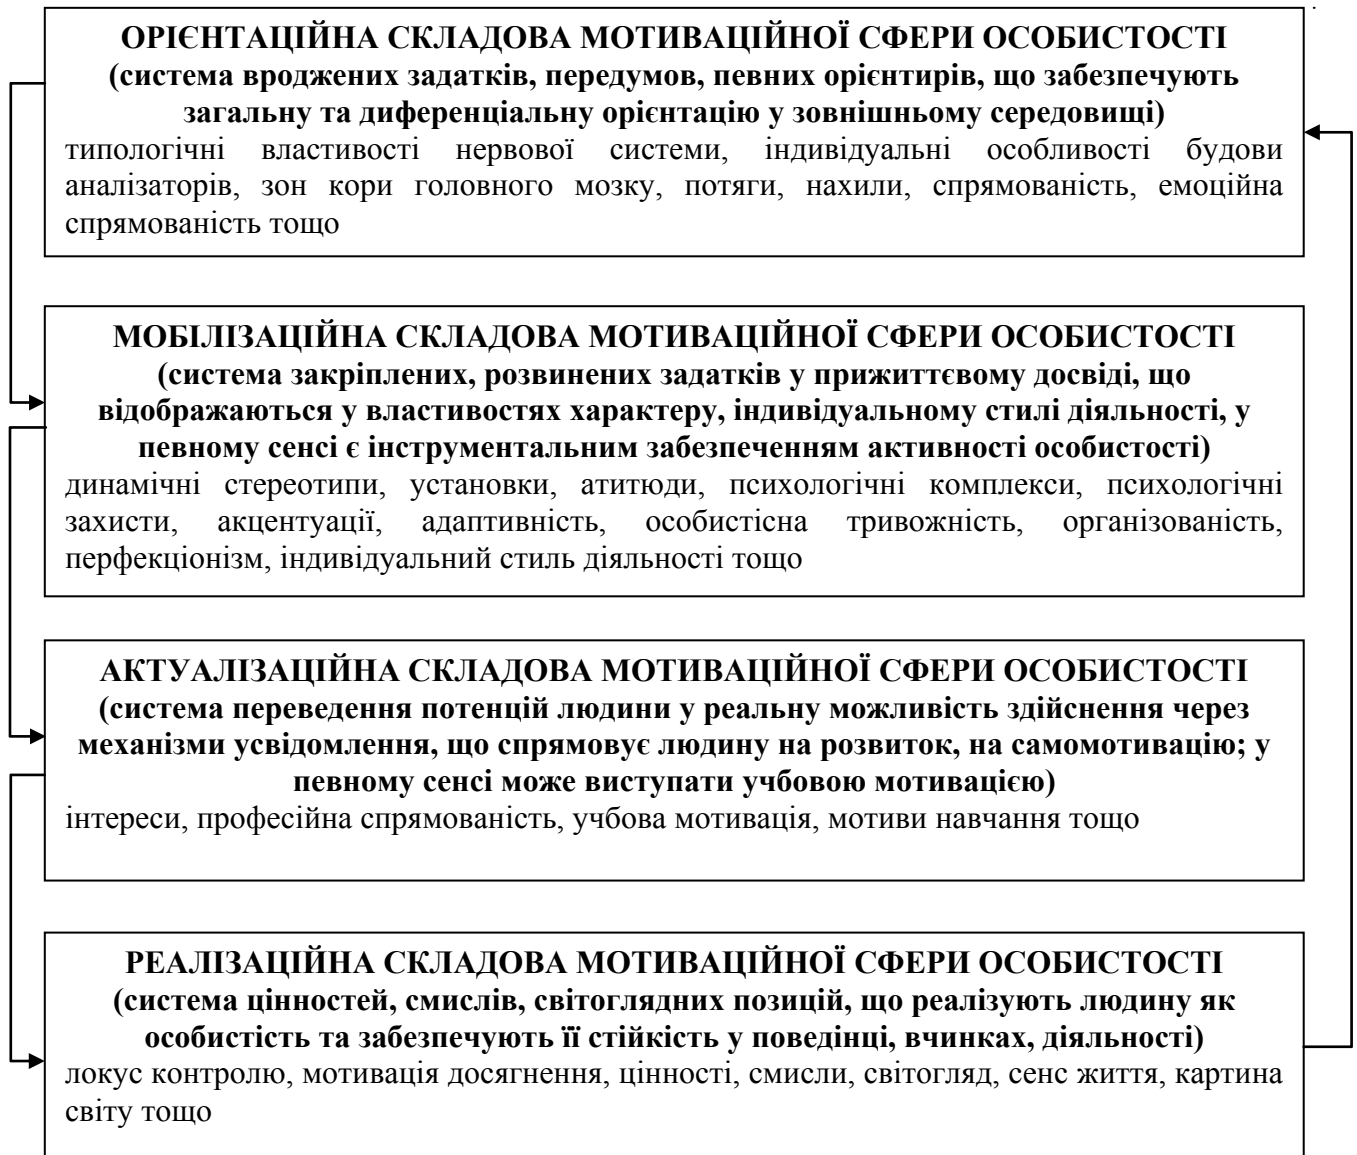 ОРІЄНТАЦІЙНА СКЛАДОВА МОТИВАЦІЙНОЇ СФЕРИ ОСОБИСТОСТІ
(система вроджених задатків, передумов, певних орієнтирів, що забезпечують
загальну та диференціальну орієнтацію у зовнішньому середовищі)
типологічні властивості нервової системи, індивідуальні особливості будови
аналізаторів, зон кори головного мозку, потяги, нахили, спрямованість, емоційна
спрямованість тощо
МОБІЛІЗАЦІЙНА СКЛАДОВА МОТИВАЦІЙНОЇ СФЕРИ ОСОБИСТОСТІ
(система закріплених, розвинених задатків у прижиттєвому досвіді, що
відображаються у властивостях характеру, індивідуальному стилі діяльності, у
певному сенсі є інструментальним забезпеченням активності особистості)
динамічні стереотипи, установки, атитюди, психологічні комплекси, психологічні
захисти, акцентуації, адаптивність, особистісна тривожність, організованість,
перфекціонізм, індивідуальний стиль діяльності тощо
АКТУАЛІЗАЦІЙНА СКЛАДОВА МОТИВАЦІЙНОЇ СФЕРИ ОСОБИСТОСТІ
(система переведення потенцій людини у реальну можливість здійснення через
механізми усвідомлення, що спрямовує людину на розвиток, на самомотивацію; у
певному сенсі може виступати учбовою мотивацією)
інтереси, професійна спрямованість, учбова мотивація, мотиви навчання тощо
РЕАЛІЗАЦІЙНА СКЛАДОВА МОТИВАЦІЙНОЇ СФЕРИ ОСОБИСТОСТІ
(система цінностей, смислів, світоглядних позицій, що реалізують людину як
особистість та забезпечують її стійкість у поведінці, вчинках, діяльності)
локус контролю, мотивація досягнення, цінності, смисли, світогляд, сенс життя, картина
світу тощо